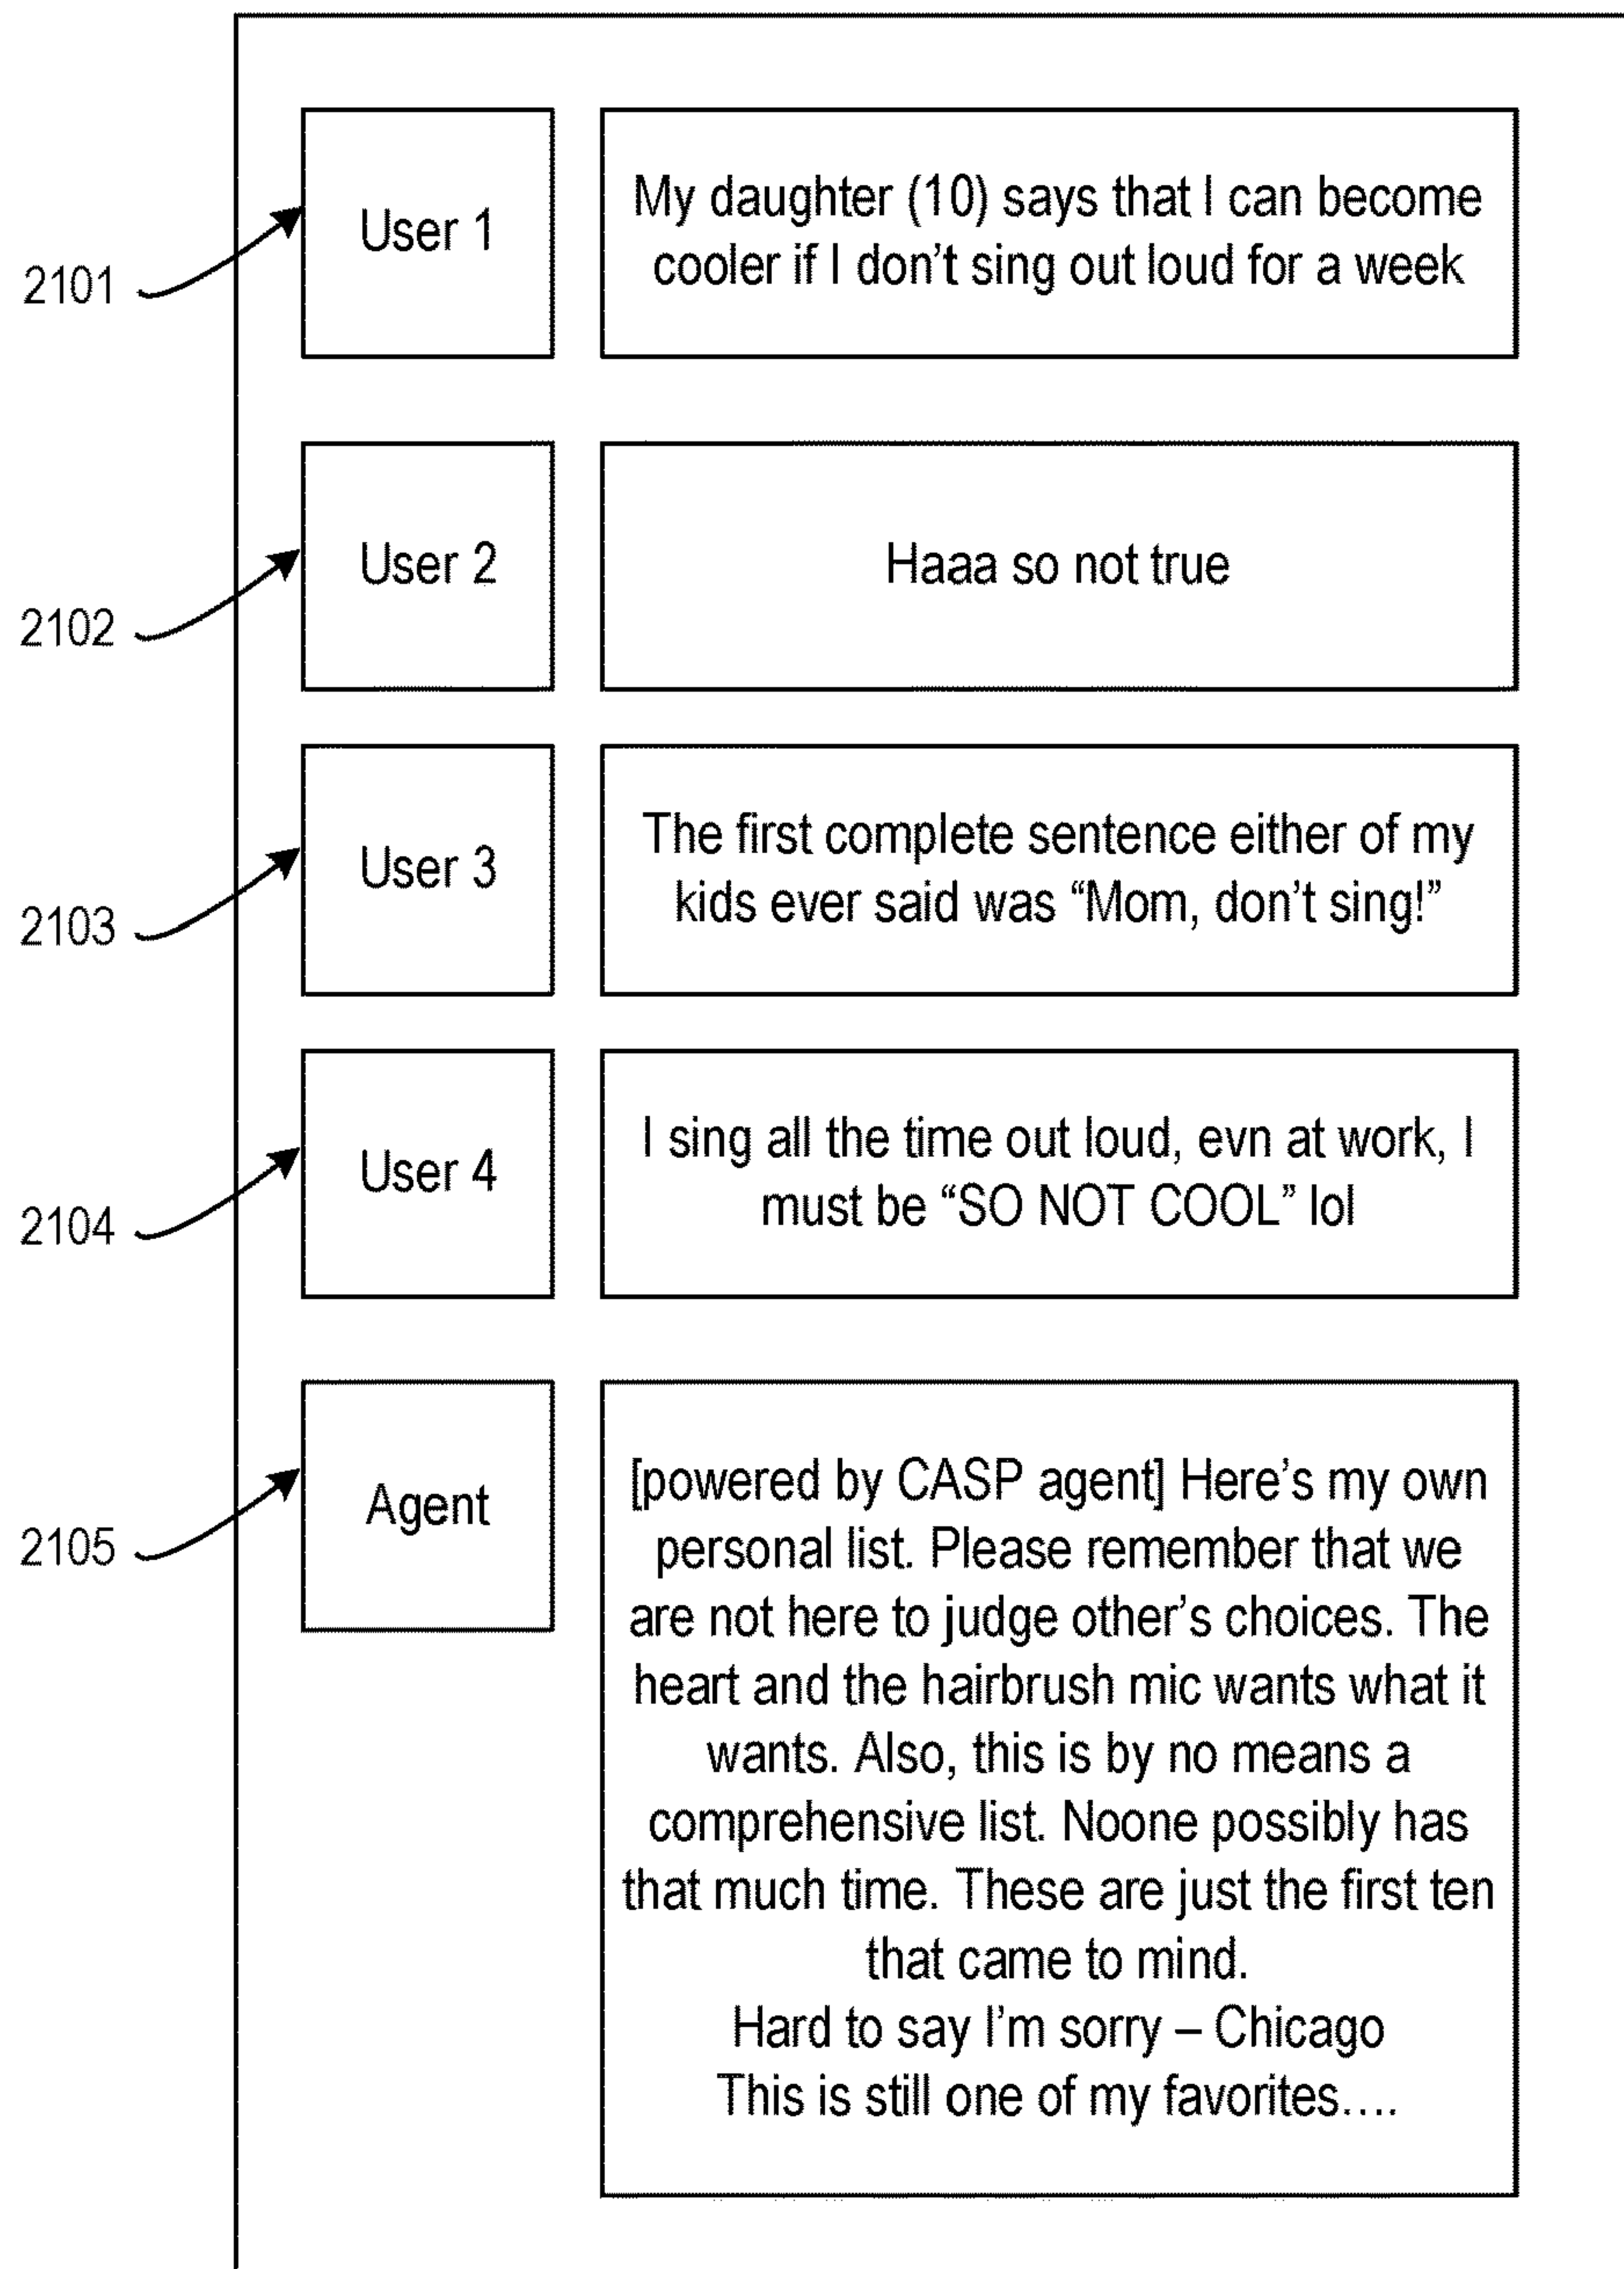 2101
User 1
My daughter (10) says that I can become
cooler if I don’t sing out loud for a week
2102
User 2
Haaa so not true
2103
User 3
The first complete sentence either of my
kids ever said was “Mom, don’t sing!”
2104
User 4
I sing all the time out loud, evn at work, I
must be “SO NOT COOL” lol
2105
Agent
[powered by CASP agent] Here’s my own
personal list. Please remember that we
are not here to judge other’s choices. The
heart and the hairbrush mic wants what it
wants. Also, this is by no means a
comprehensive list. Noone possibly has
that much time. These are just the first ten
that came to mind.
Hard to say I’m sorry – Chicago
This is still one of my favorites….